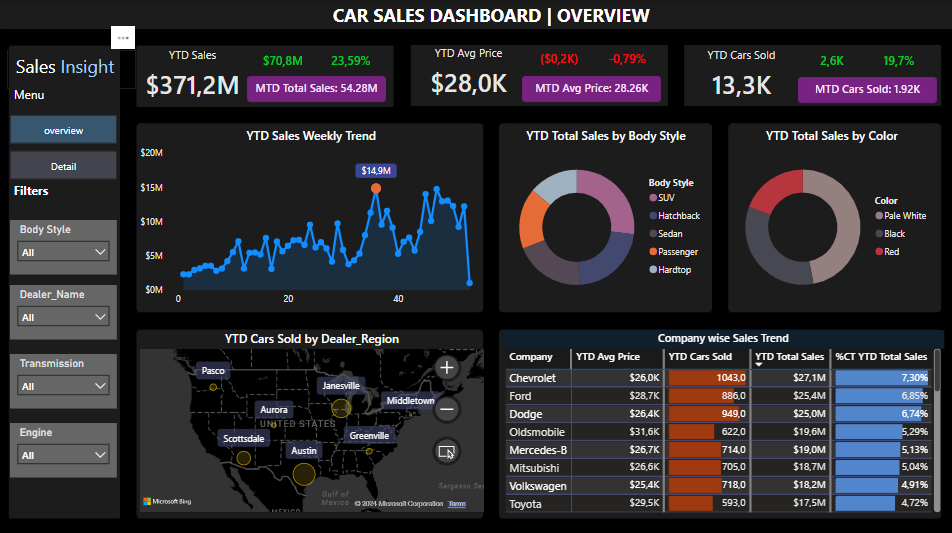 CAR SALES DASHBOARD | OVERVIEW
Sales Insight
Menu
overview
Detail
Filters
Body Style
All
Dealer_Name
All
Transmission
All
Engine
All
YTD Sales
$70,8M 23,59%
$371,2M
MTD Total Sales: 54.28M
YTD Avg Price
($0,2K) -0,79%
$28,0K
MTD Avg Price: 28.26K
YTD Cars Sold
2,6K 19,7%
13,3K
MTD Cars Sold: 1.92K
YTD Sales Weekly Trend
$20M
$15M
$10M
$5M
$0M
$14,9M
0 20 40
YTD Total Sales by Body Style
Body Style
SUV
Hatchback
Sedan
Passenger
Hardtop
YTD Total Sales by Color
Color
Pale White
Black
Red
YTD Cars Sold by Dealer_Region
Pasco
Janesville
Middletown
Aurora
UNITED STATES
Scottsdale
Greenville
Austin
Gulf of
Mexico
MEXICO
Sargasso Sea
Microsoft Bing
© 2024 Microsoft Corporation Terms
Company wise Sales Trend
Company YTD Avg Price YTD Cars Sold YTD Total Sales %CT YTD Total Sales
Chevrolet $26,0K 1043,0 $27,1M 7,30%
Ford $28,7K 886,0 $25,4M 6,85%
Dodge $26,4K 949,0 $25,0M 6,74%
Oldsmobile $31,6K 622,0 $19,6M 5,29%
Mercedes-B $26,7K 714,0 $19,0M 5,13%
Mitsubishi $26,6K 705,0 $18,7M 5,04%
Volkswagen $25,4K 718,0 $18,2M 4,91%
Toyota $29,5K 593,0 $17,5M 4,72%